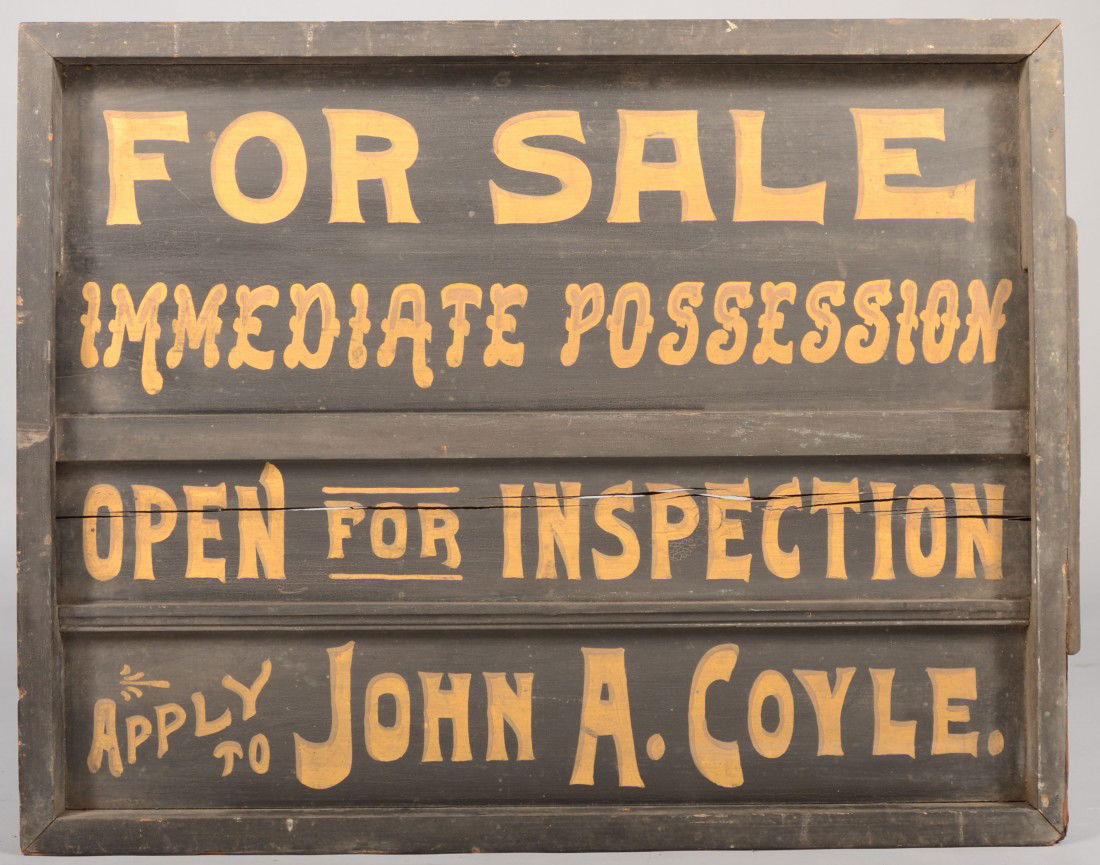 FOR SALE
IMMEDIATE POSSESSION
OPEN FOR INSPECTION
APPLY TO JOHN A. COYLE.